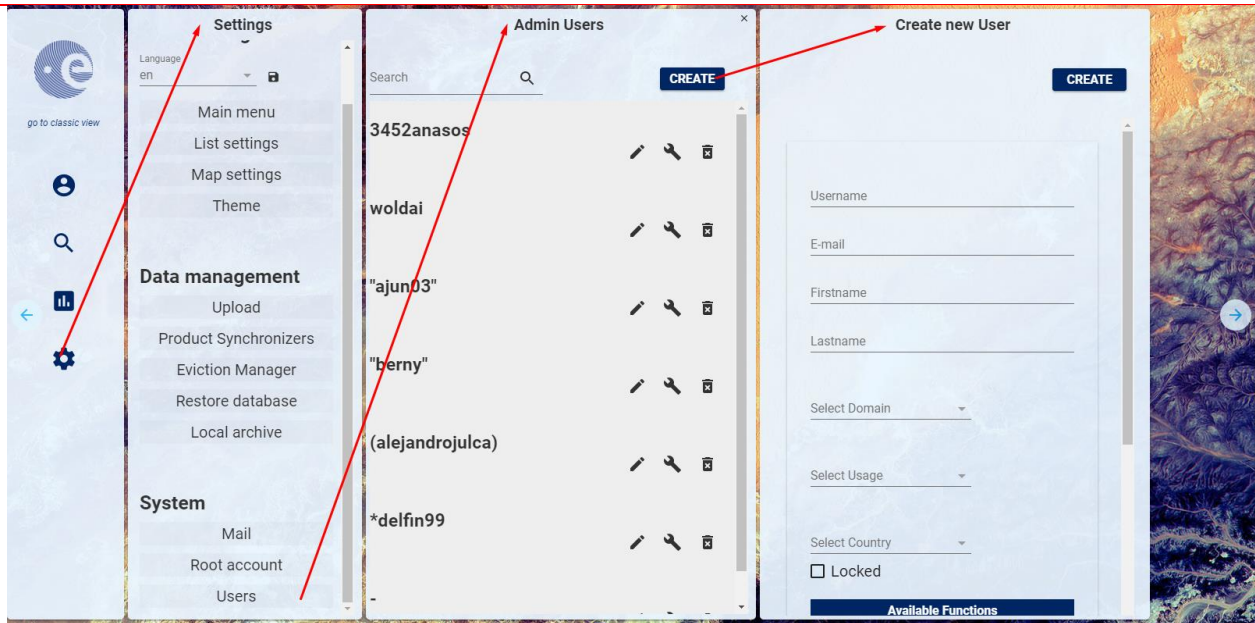 go to classic view
Settings
Language
en
Main menu
List settings
Map settings
Theme
Data management
Upload
Product Synchronizers
Eviction Manager
Restore database
Local archive
System
Mail
Root account
Users
Admin Users
×
Search
CREATE
3452anasos
woldai
"ajun03"
"berny"
(alejandrojulca)
*delfin99
-
Create new User
CREATE
Username
E-mail
Firstname
Lastname
Select Domain
Select Usage
Select Country
Locked
Available Functions